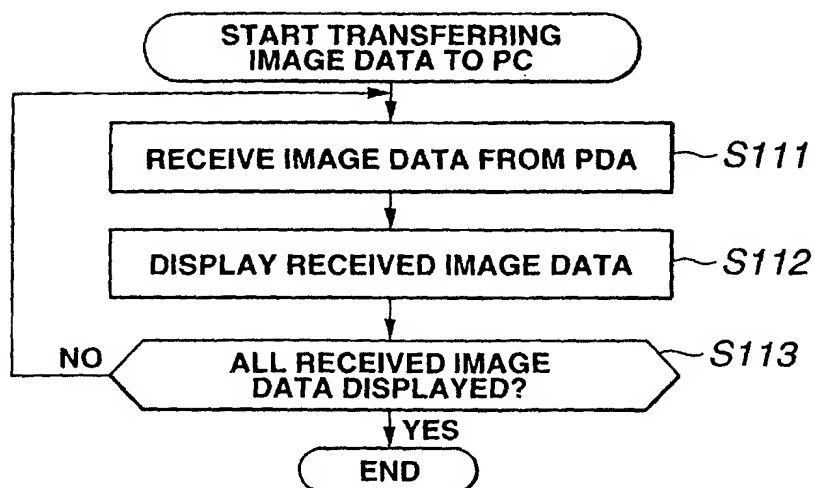 START TRANSFERRING
IMAGE DATA TO PC
RECEIVE IMAGE DATA FROM PDA
S111
DISPLAY RECEIVED IMAGE DATA
S112
ALL RECEIVED IMAGE
DATA DISPLAYED?
S113
NO
YES
END